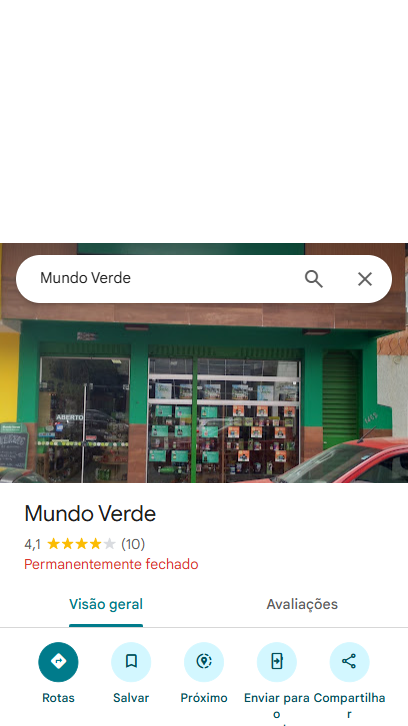 Mundo Verde
ABERTO
Mundo Verde
4,1 (10)
Permanentemente fechado
Visão geral
Avaliações
Rotas
Salvar
Próximo
Enviar para o
Compartilhar